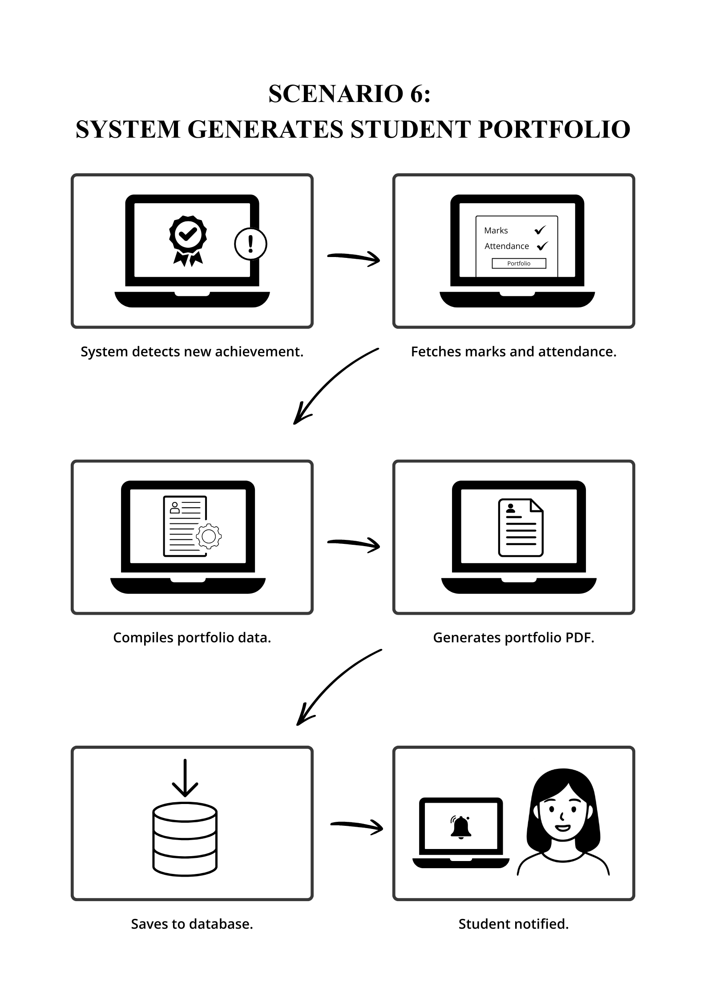 SCENARIO 6:
SYSTEM GENERATES STUDENT PORTFOLIO
Marks
Attendance
Portfolio
System detects new achievement.
Fetches marks and attendance.
Compiles portfolio data.
Generates portfolio PDF.
Saves to database.
Student notified.